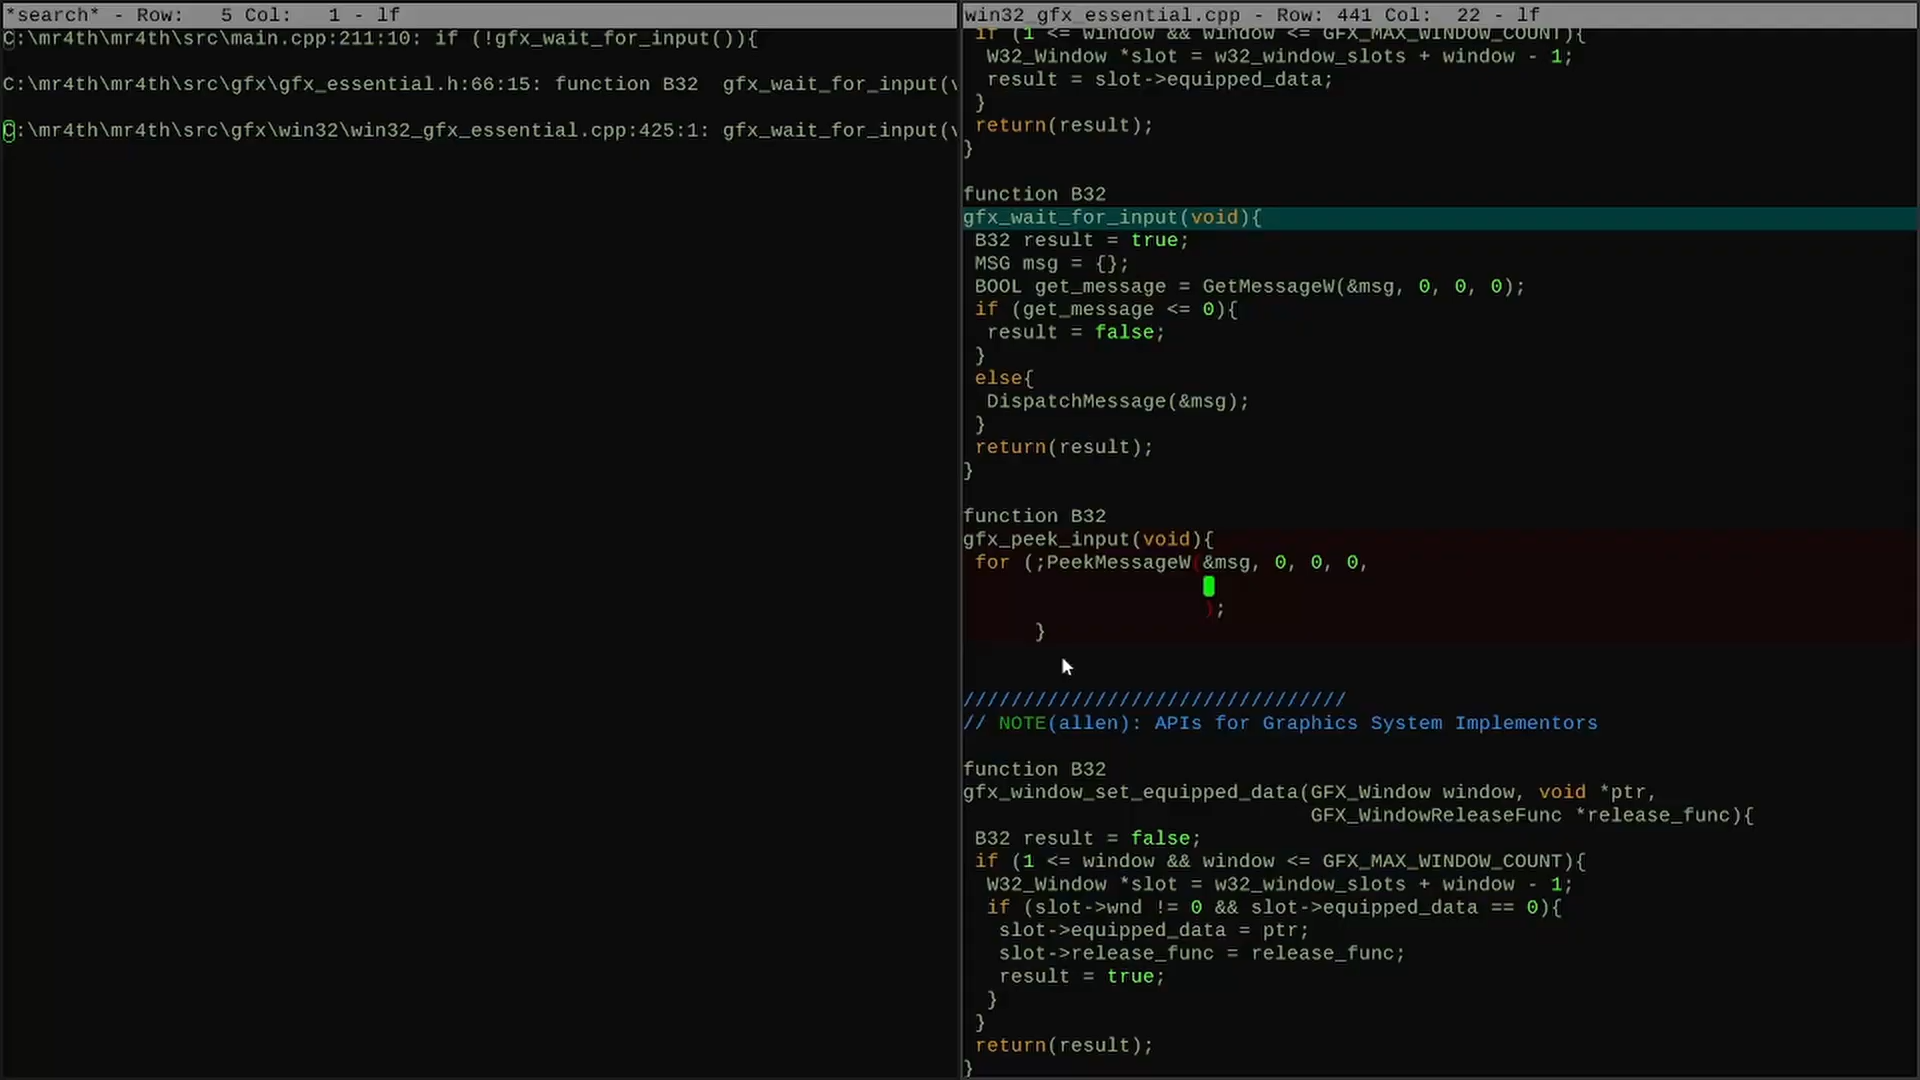 *search* - Row:   5 Col:   1 - lf
C:\mr4th\mr4th\src\main.cpp:211:10: if (!gfx_wait_for_input()){
C:\mr4th\mr4th\src\gfx\gfx_essential.h:66:15: function B32  gfx_wait_for_input(
C:\mr4th\mr4th\src\gfx\win32\win32_gfx_essential.cpp:425:1: gfx_wait_for_input(
win32_gfx_essential.cpp - Row: 441 Col:  22 - lf
if (1 <= window && window <= GFX_MAX_WINDOW_COUNT){
W32_Window *slot = w32_window_slots + window - 1;
result = slot->equipped_data;
}
return(result);
}
function B32
gfx_wait_for_input(void){
B32 result = true;
MSG msg = {};
BOOL get_message = GetMessageW(&msg, 0, 0, 0);
if (get_message <= 0){
result = false;
}
else{
DispatchMessage(&msg);
}
return(result);
}
function B32
gfx_peek_input(void){
for (;PeekMessageW(&msg, 0, 0, 0,
);
}
/////////////////////////////////
// NOTE(allen): APIs for Graphics System Implementors
function B32
gfx_window_set_equipped_data(GFX_Window window, void *ptr,
GFX_WindowReleaseFunc *release_func){
B32 result = false;
if (1 <= window && window <= GFX_MAX_WINDOW_COUNT){
W32_Window *slot = w32_window_slots + window - 1;
if (slot->wnd != 0 && slot->equipped_data == 0){
slot->equipped_data = ptr;
slot->release_func = release_func;
result = true;
}
}
return(result);
}